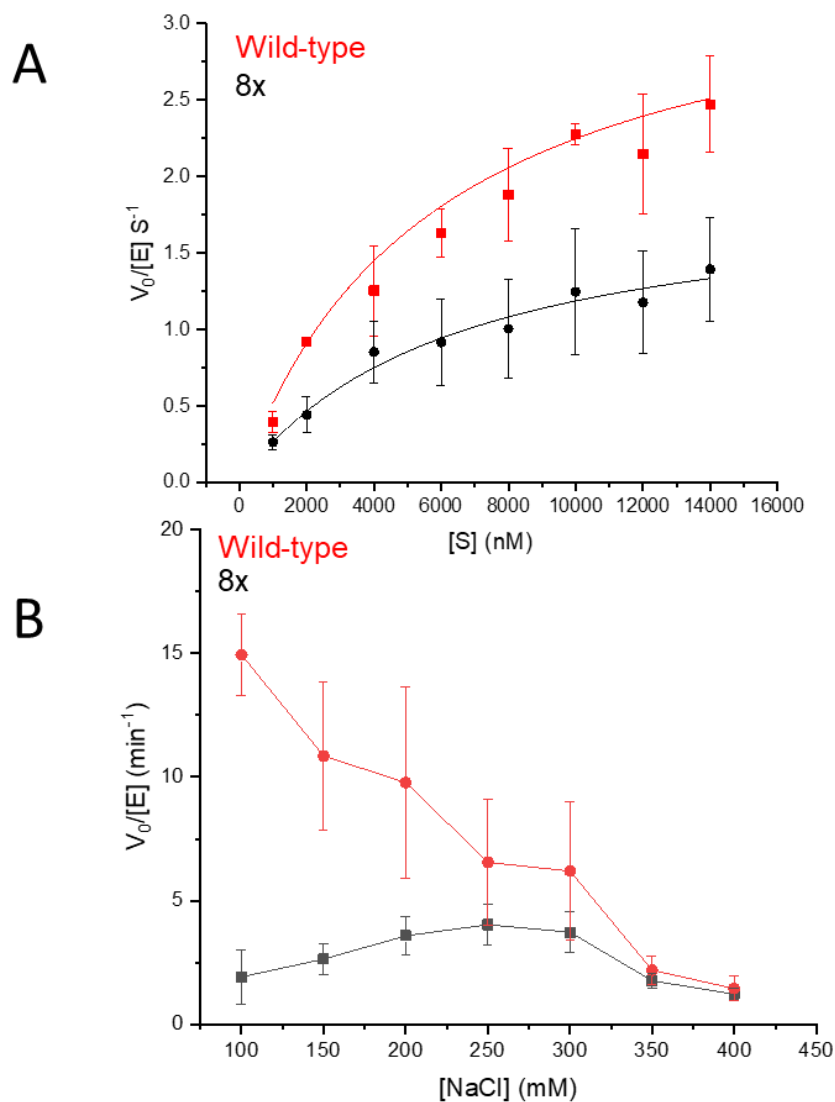 A
Wild-type
8x
V₀/[E] S⁻¹
3.0
2.5
2.0
1.5
1.0
0.5
0.0
0 2000 4000 6000 8000 10000 12000 14000 16000
[S] (nM)
B
Wild-type
8x
V₀/[E] (min⁻¹)
20
15
10
5
0
100 150 200 250 300 350 400 450
[NaCl] (mM)